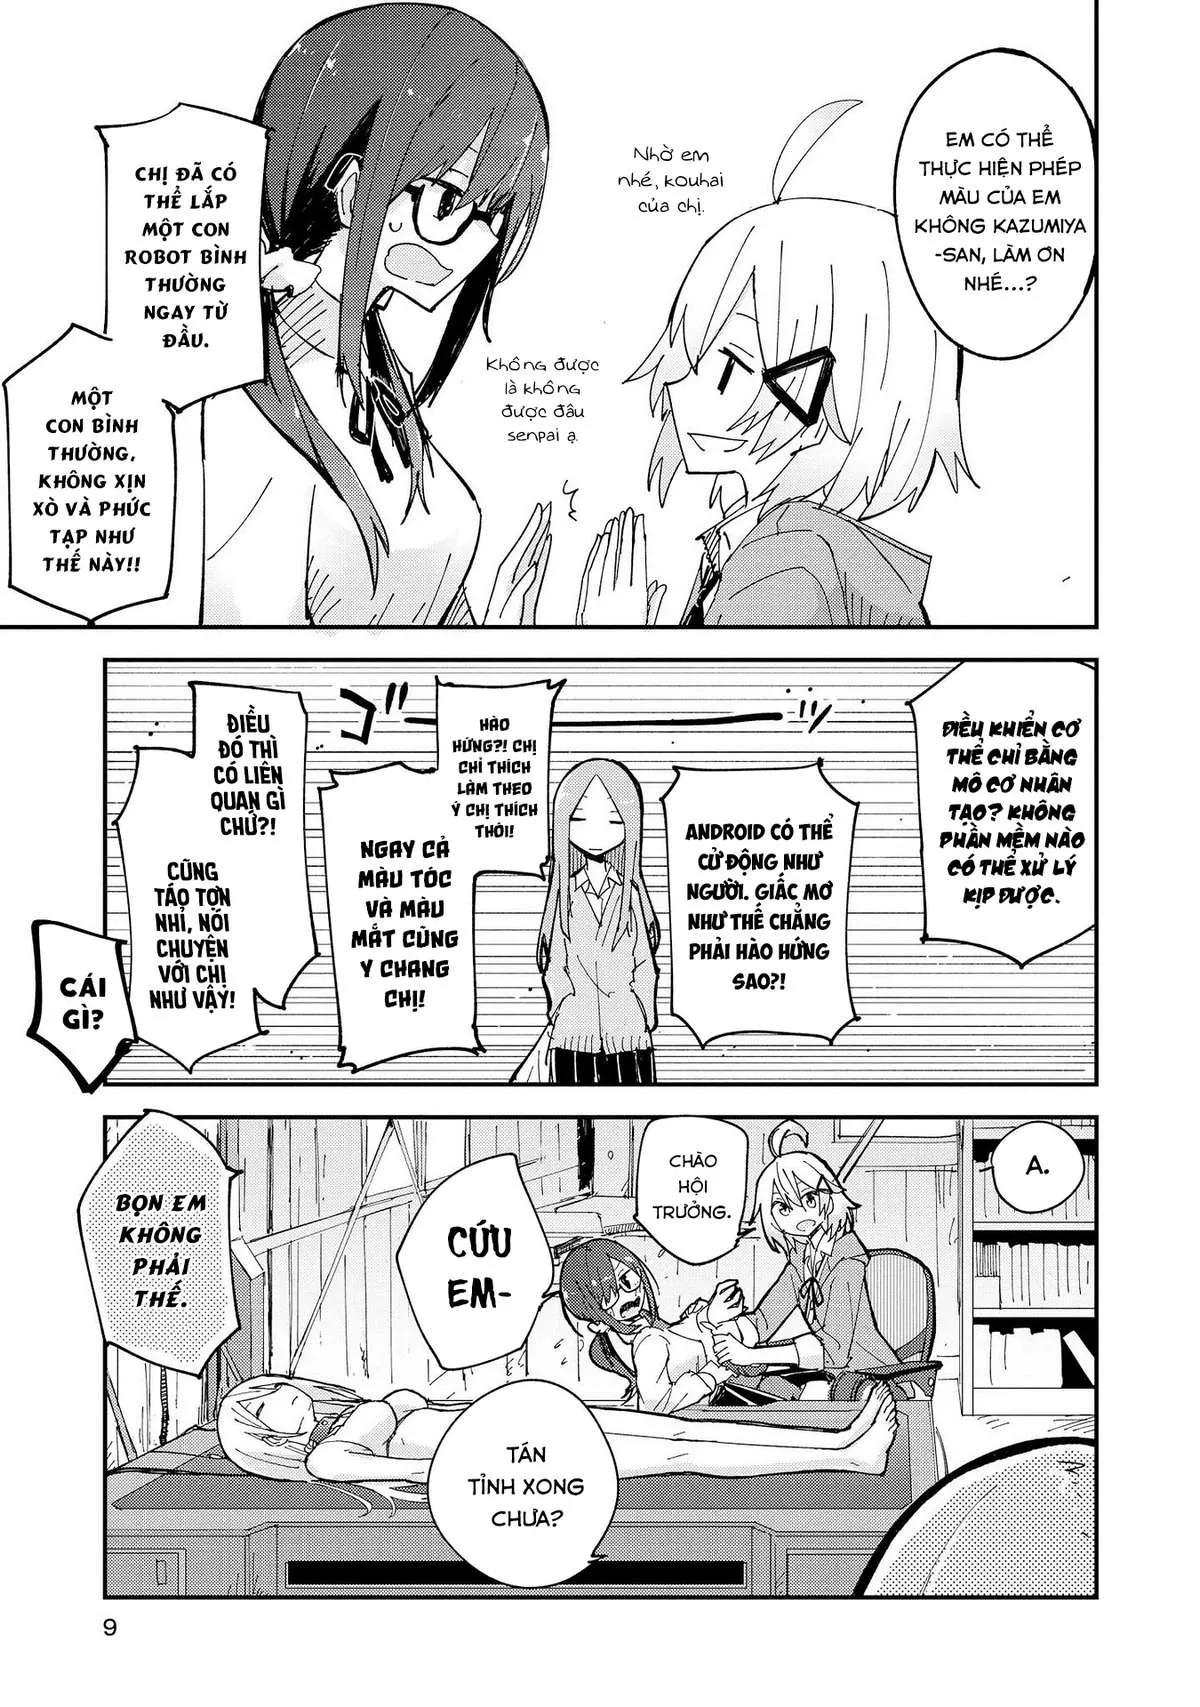 EM CÓ THỂ
THỰC HIỆN PHÉP
MÀU CỦA EM
KHÔNG KAZUMIYA
-SAN, LÀM ƠN
NHÉ...?
Nhờ em
nhé, kouhai
của chị.
Không được
là không
được đâu
senpai ạ.
CHỊ ĐÃ CÓ
THỂ LẮP
MỘT CON
ROBOT BÌNH
THƯỜNG
NGAY TỪ
ĐẦU.
MỘT
CON BÌNH
THƯỜNG,
KHÔNG XỊN
XÒ VÀ PHỨC
TẠP NHƯ
THẾ NÀY!!
ĐIỀU KHIỂN CƠ
THỂ CHỈ BẰNG
MÔ CƠ NHÂN
TẠO? KHÔNG
PHẦN MỀM NÀO
CÓ THỂ XỬ LÝ
KỊP ĐƯỢC.
ANDROID CÓ THỂ
CỬ ĐỘNG NHƯ
NGƯỜI. GIẤC MƠ
NHƯ THẾ CHẲNG
PHẢI HÀO HỨNG
SAO?!
HÀO
HỨNG?! CHỊ
CHỈ THÍCH
LÀM THEO
Ý CHỊ THÍCH
THÔI!
NGAY CẢ
MÀU TÓC
VÀ MÀU
MẮT CŨNG
Y CHANG
CHỊ!
ĐIỀU
ĐÓ THÌ
CÓ LIÊN
QUAN GÌ
CHỨ?!
CŨNG
TÁO TỢN
NHỈ, NÓI
CHUYỆN
VỚI CHỊ
NHƯ VẬY!
CÁI
GÌ?
A.
CHÀO
HỘI
TRƯỞNG.
CỨU
EM-
TÁN
TỈNH XONG
CHƯA?
BỌN EM
KHÔNG
PHẢI
THẾ.
9